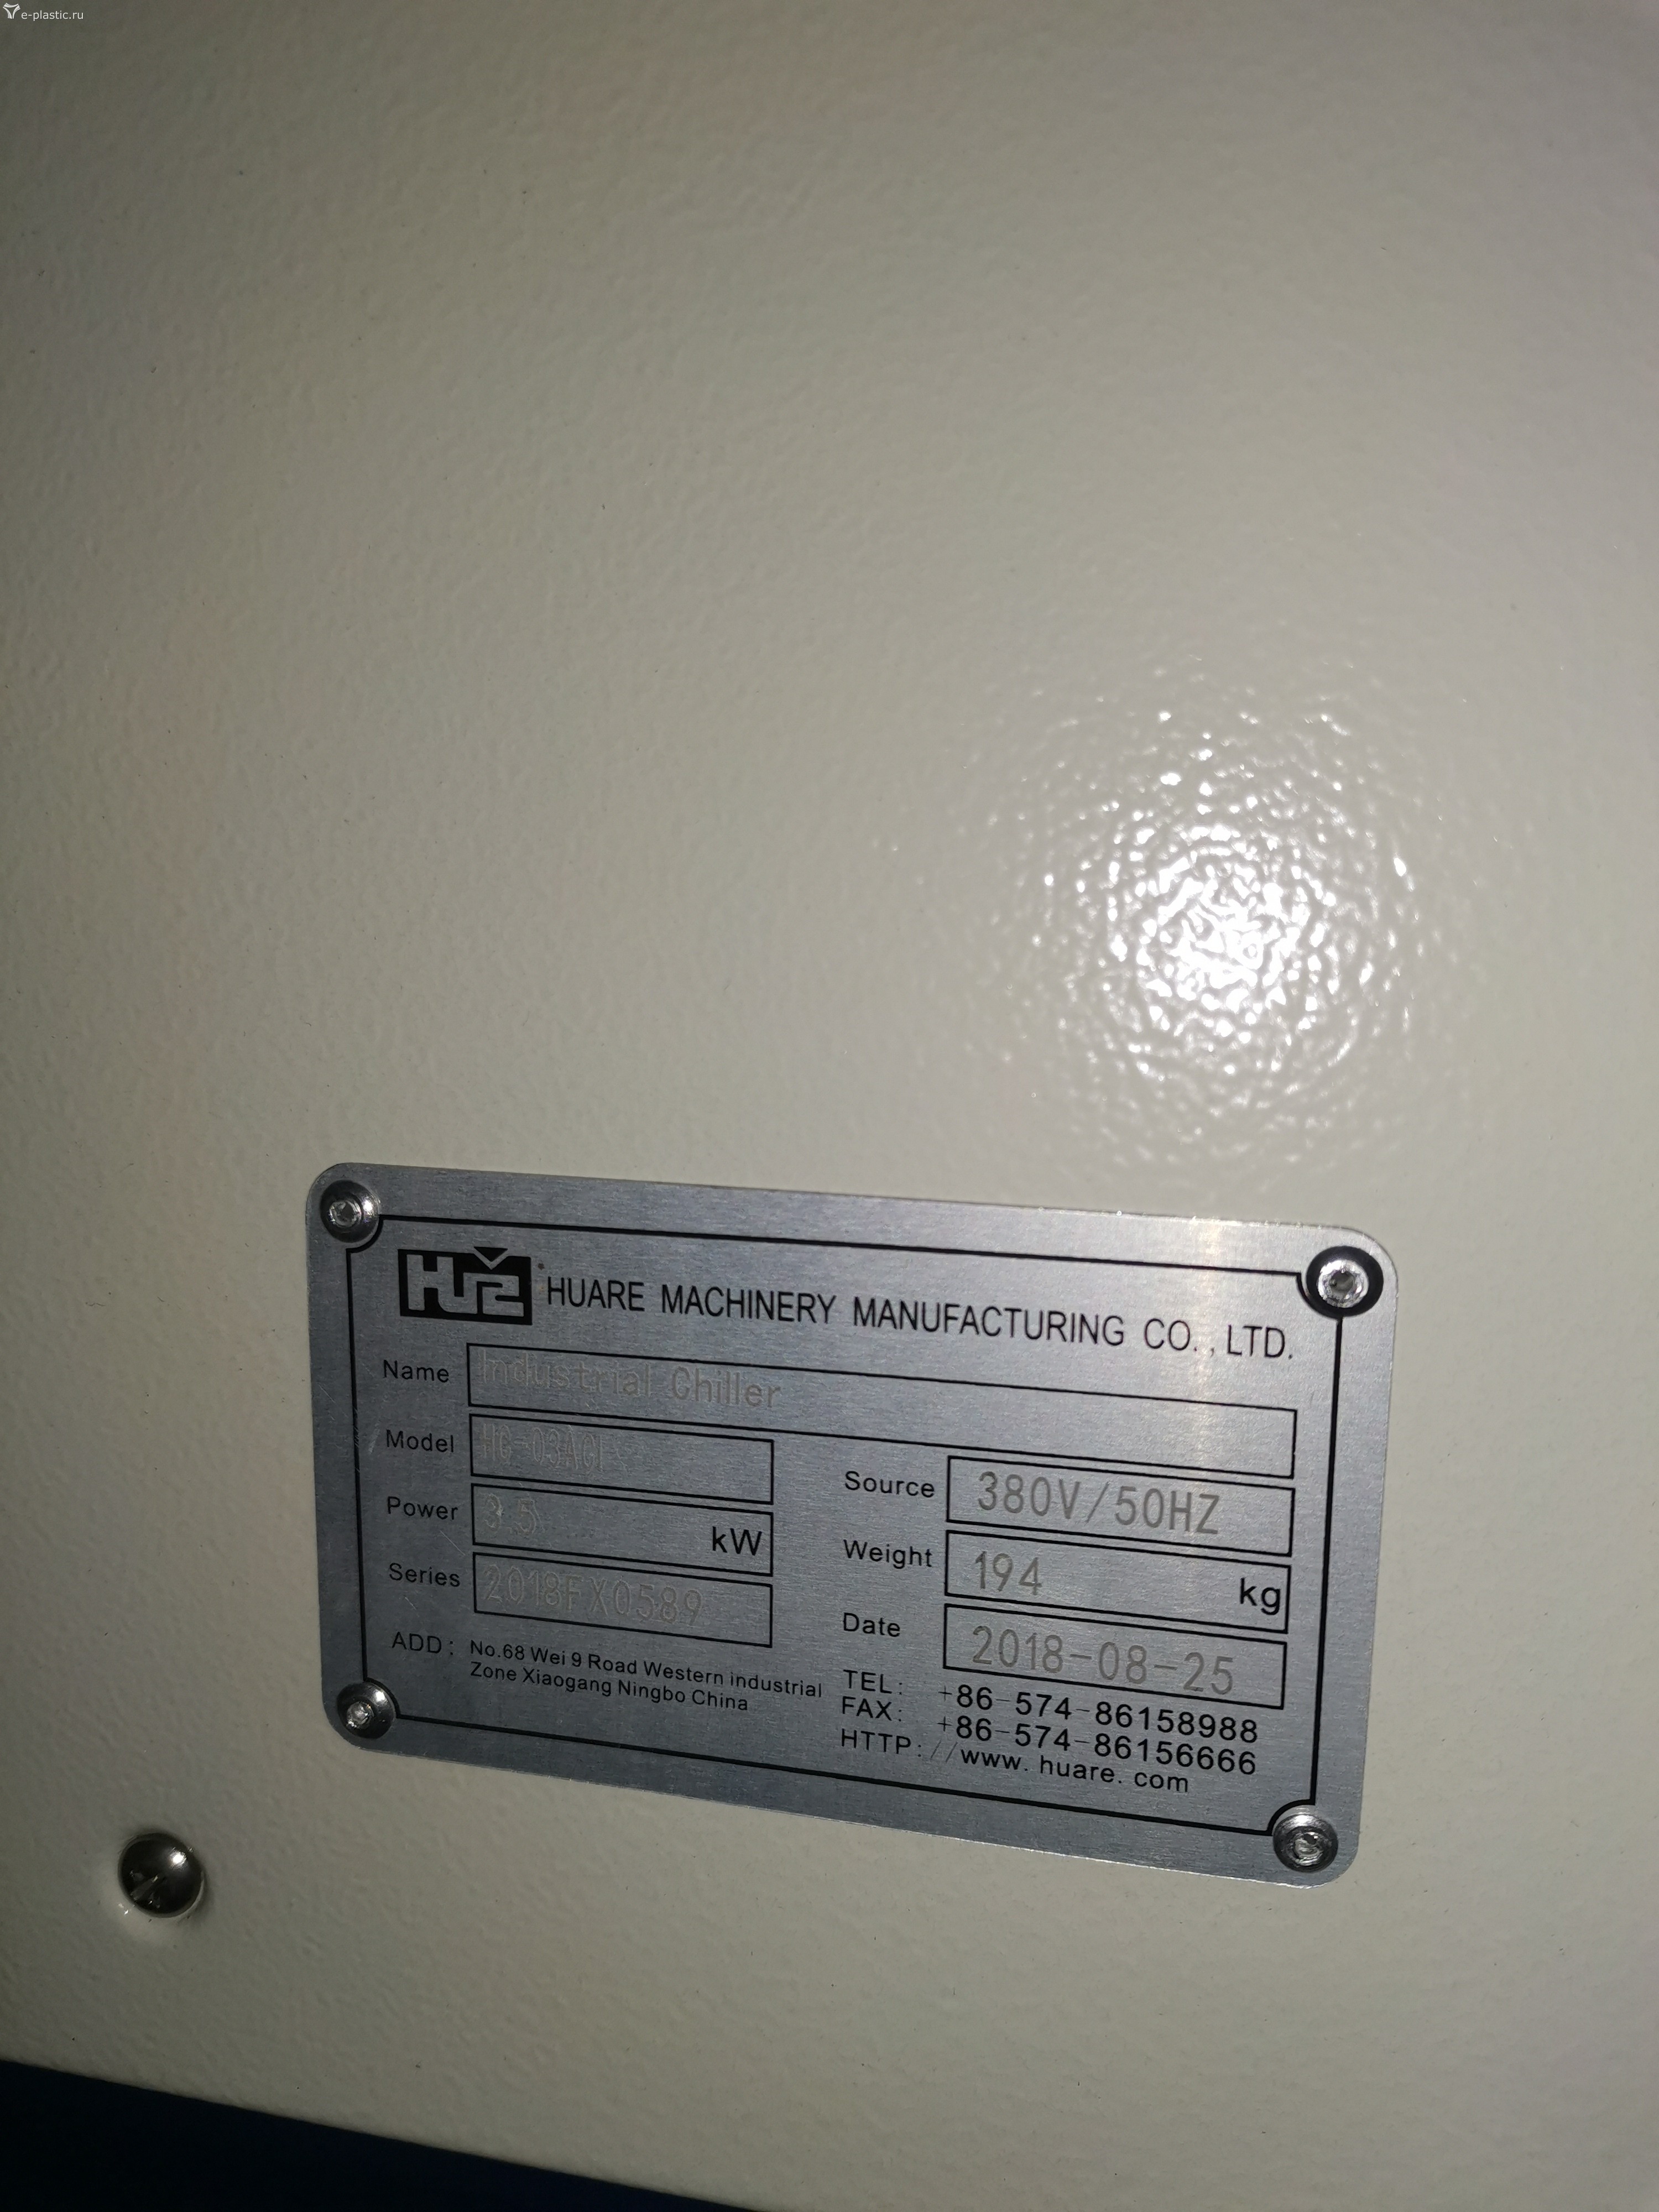 e-plastic.ru
HUARE MACHINERY MANUFACTURING CO., LTD.
Name Industrial Chiller
Model
Power 3.5 kW
Series 2018FX0589
Source 380V/50HZ
Weight 194 kg
Date 2018-08-25
ADD: No.68 Wei 9 Road Western industrial
Zone Xiaogang Ningbo China
TEL: +86-574-86158988
FAX: +86-574-86156666
HTTP://www.huare.com